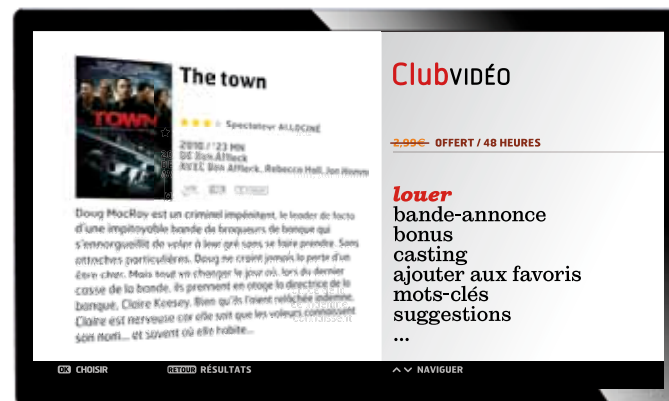 The town
Spectateur ALLOCINÉ
2010 / 123 MN
DE Ben Affleck
AVEC Ben Affleck, Rebecca Hall, Jon Hamm
TOWN
Doug MacRay est un criminel impénitent, le leader de facto
d'une impitoyable bande de braqueurs de banque qui
s'ennorgueillit de voler à leur gré sans se faire prendre. Sans
attaches particulières, Doug ne craint jamais la perte d'un
être cher. Mais tout va changer le jour où, lors du dernier
casse de la bande, ils prennent en otage la directrice de la
banque, Claire Keesey. Bien qu'ils l'aient relâchée indemne,
Claire est nerveuse car elle sait que les voleurs connaissent
son nom... et savent où elle habite...
ClubVIDÉO
2,99€ OFFERT / 48 HEURES
louer
bande-annonce
bonus
casting
ajouter aux favoris
mots-clés
suggestions
...
OK CHOISIR
RETOUR RÉSULTATS
NAVIGUER